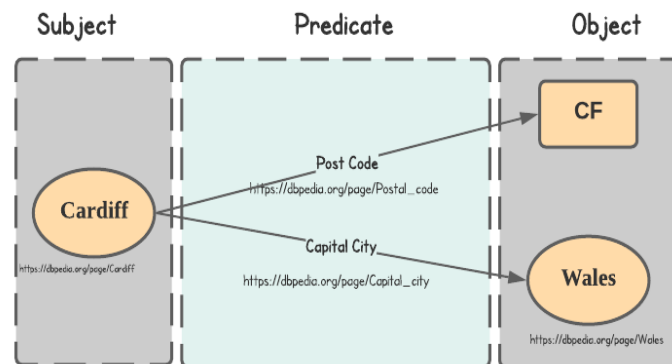 Subject
Predicate
Object
CF
Post Code
https://dbpedia.org/page/Postal_code
Cardiff
Capital City
https://dbpedia.org/page/Cardiff
https://dbpedia.org/page/Capital_city
Wales
https://dbpedia.org/page/Wales